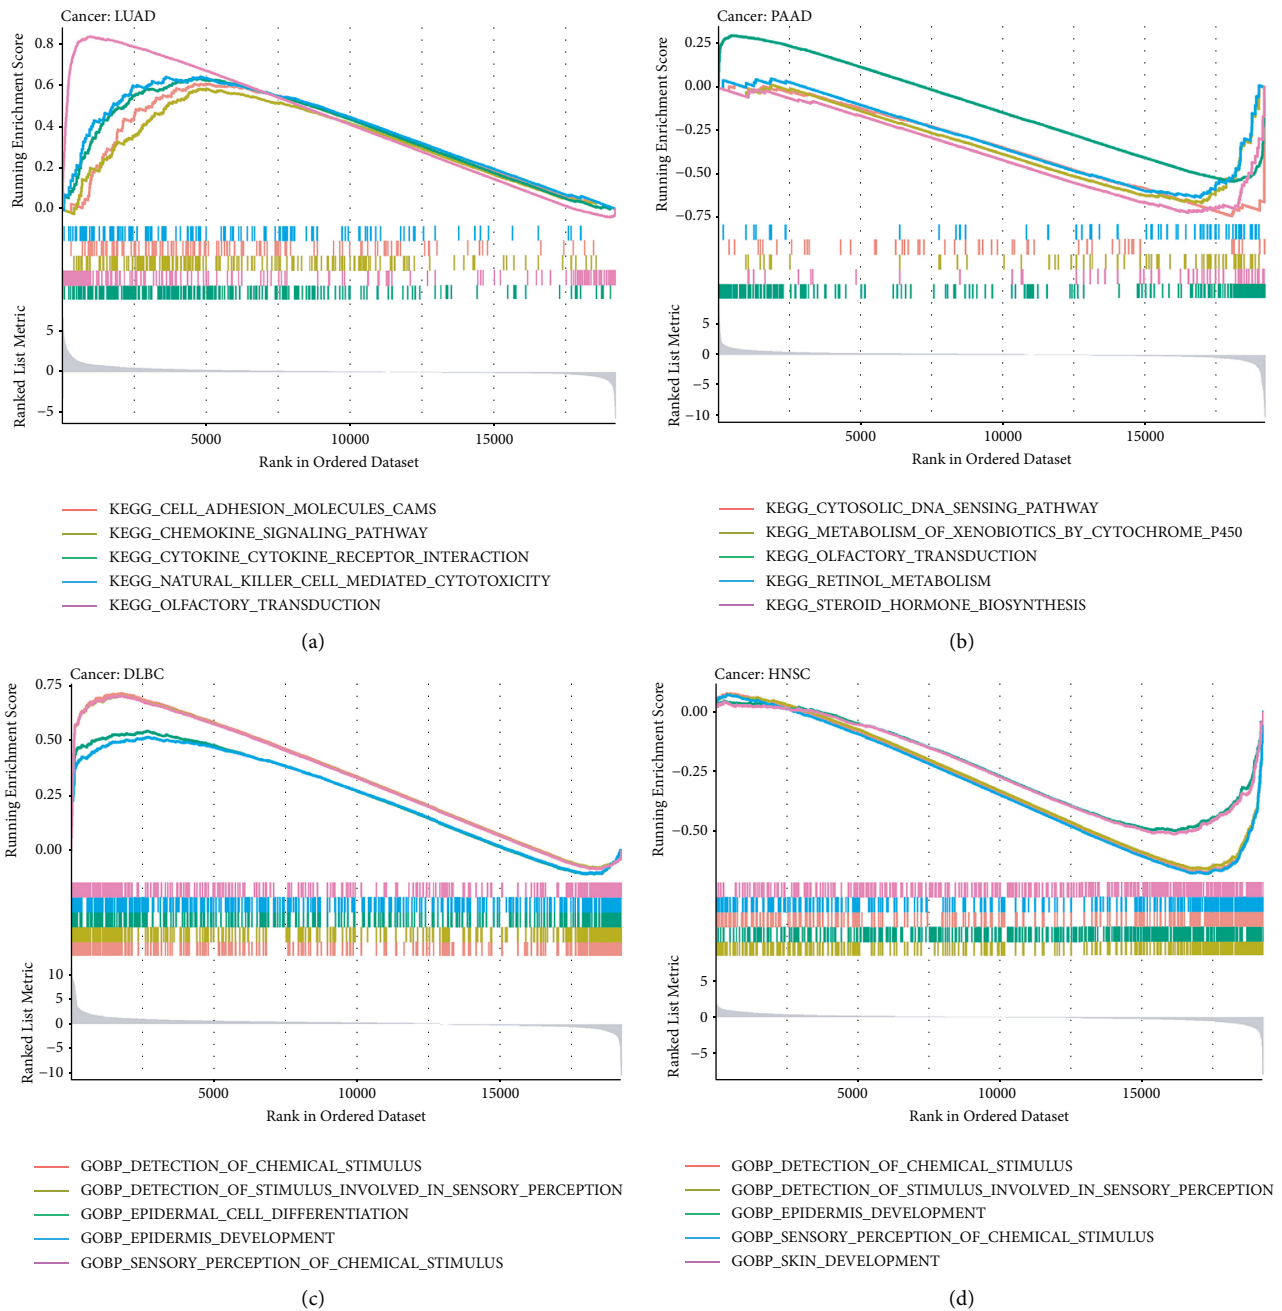 Cancer: LUAD
Running Enrichment Score
0.8
0.6
0.4
0.2
0.0
Ranked List Metric
5
0
−5
5000 10000 15000
Rank in Ordered Dataset
KEGG_CELL_ADHESION_MOLECULES_CAMS
KEGG_CHEMOKINE_SIGNALING_PATHWAY
KEGG_CYTOKINE_CYTOKINE_RECEPTOR_INTERACTION
KEGG_NATURAL_KILLER_CELL_MEDIATED_CYTOTOXICITY
KEGG_OLFACTORY_TRANSDUCTION
(a)
Cancer: PAAD
Running Enrichment Score
0.25
0.00
−0.25
−0.50
−0.75
Ranked List Metric
5
0
−5
−10
5000 10000 15000
Rank in Ordered Dataset
KEGG_CYTOSOLIC_DNA_SENSING_PATHWAY
KEGG_METABOLISM_OF_XENOBIOTICS_BY_CYTOCHROME_P450
KEGG_OLFACTORY_TRANSDUCTION
KEGG_RETINOL_METABOLISM
KEGG_STEROID_HORMONE_BIOSYNTHESIS
(b)
Cancer: DLBC
Running Enrichment Score
0.75
0.50
0.25
0.00
Ranked List Metric
10
5
0
−5
−10
5000 10000 15000
Rank in Ordered Dataset
GOBP_DETECTION_OF_CHEMICAL_STIMULUS
GOBP_DETECTION_OF_STIMULUS_INVOLVED_IN_SENSORY_PERCEPTION
GOBP_EPIDERMAL_CELL_DIFFERENTIATION
GOBP_EPIDERMIS_DEVELOPMENT
GOBP_SENSORY_PERCEPTION_OF_CHEMICAL_STIMULUS
(c)
Cancer: HNSC
Running Enrichment Score
0.00
−0.25
−0.50
Ranked List Metric
5
0
−5
5000 10000 15000
Rank in Ordered Dataset
GOBP_DETECTION_OF_CHEMICAL_STIMULUS
GOBP_DETECTION_OF_STIMULUS_INVOLVED_IN_SENSORY_PERCEPTION
GOBP_EPIDERMIS_DEVELOPMENT
GOBP_SENSORY_PERCEPTION_OF_CHEMICAL_STIMULUS
GOBP_SKIN_DEVELOPMENT
(d)